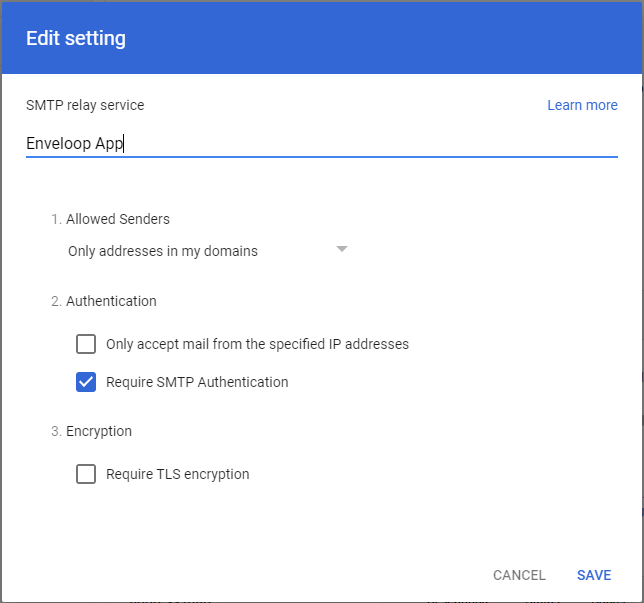 Edit setting
SMTP relay service Learn more
Enveloop App
1. Allowed Senders
Only addresses in my domains
2. Authentication
Only accept mail from the specified IP addresses
Require SMTP Authentication
3. Encryption
Require TLS encryption
CANCEL SAVE